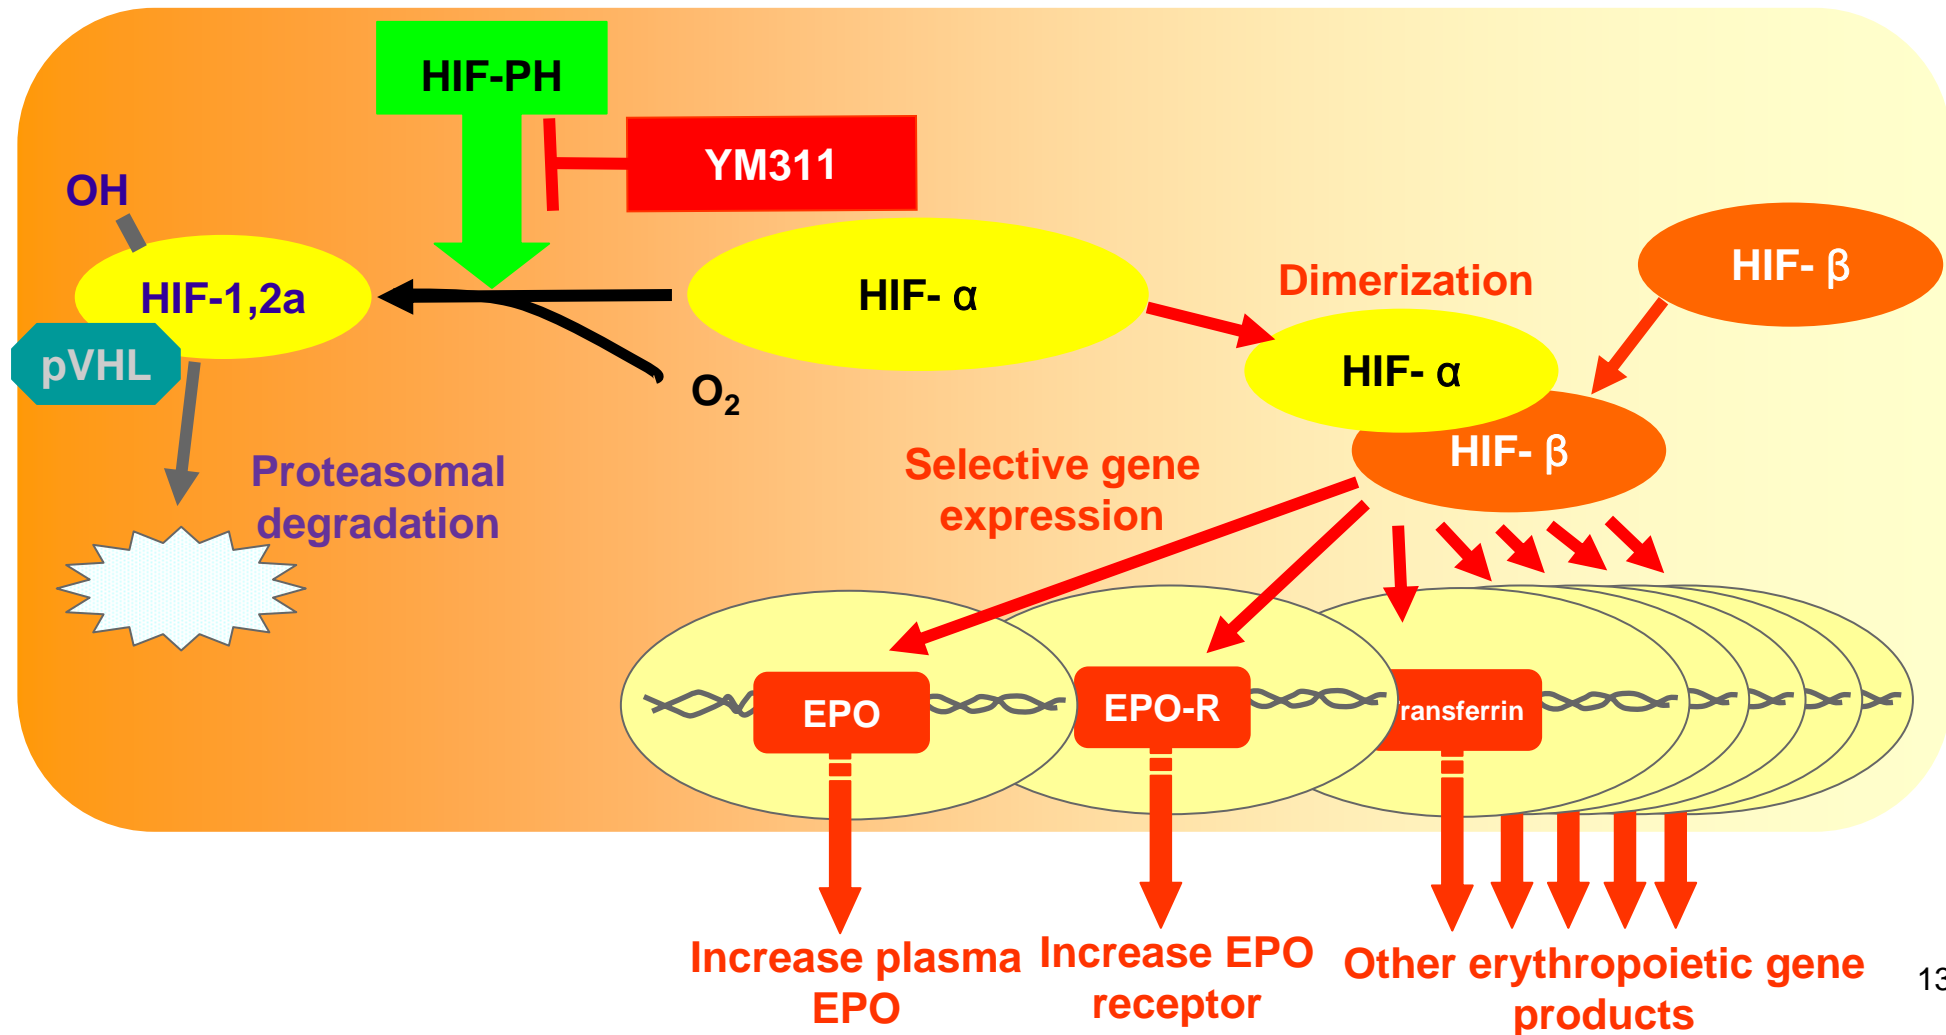 HIF-PH
YM311
OH
HIF-1,2a
pVHL
HIF- α
O₂
Dimerization
HIF- β
HIF- α
HIF- β
Proteasomal
degradation
Selective gene
expression
EPO
EPO-R
ransferrin
Increase plasma
EPO
Increase EPO
receptor
Other erythropoietic gene
products
13